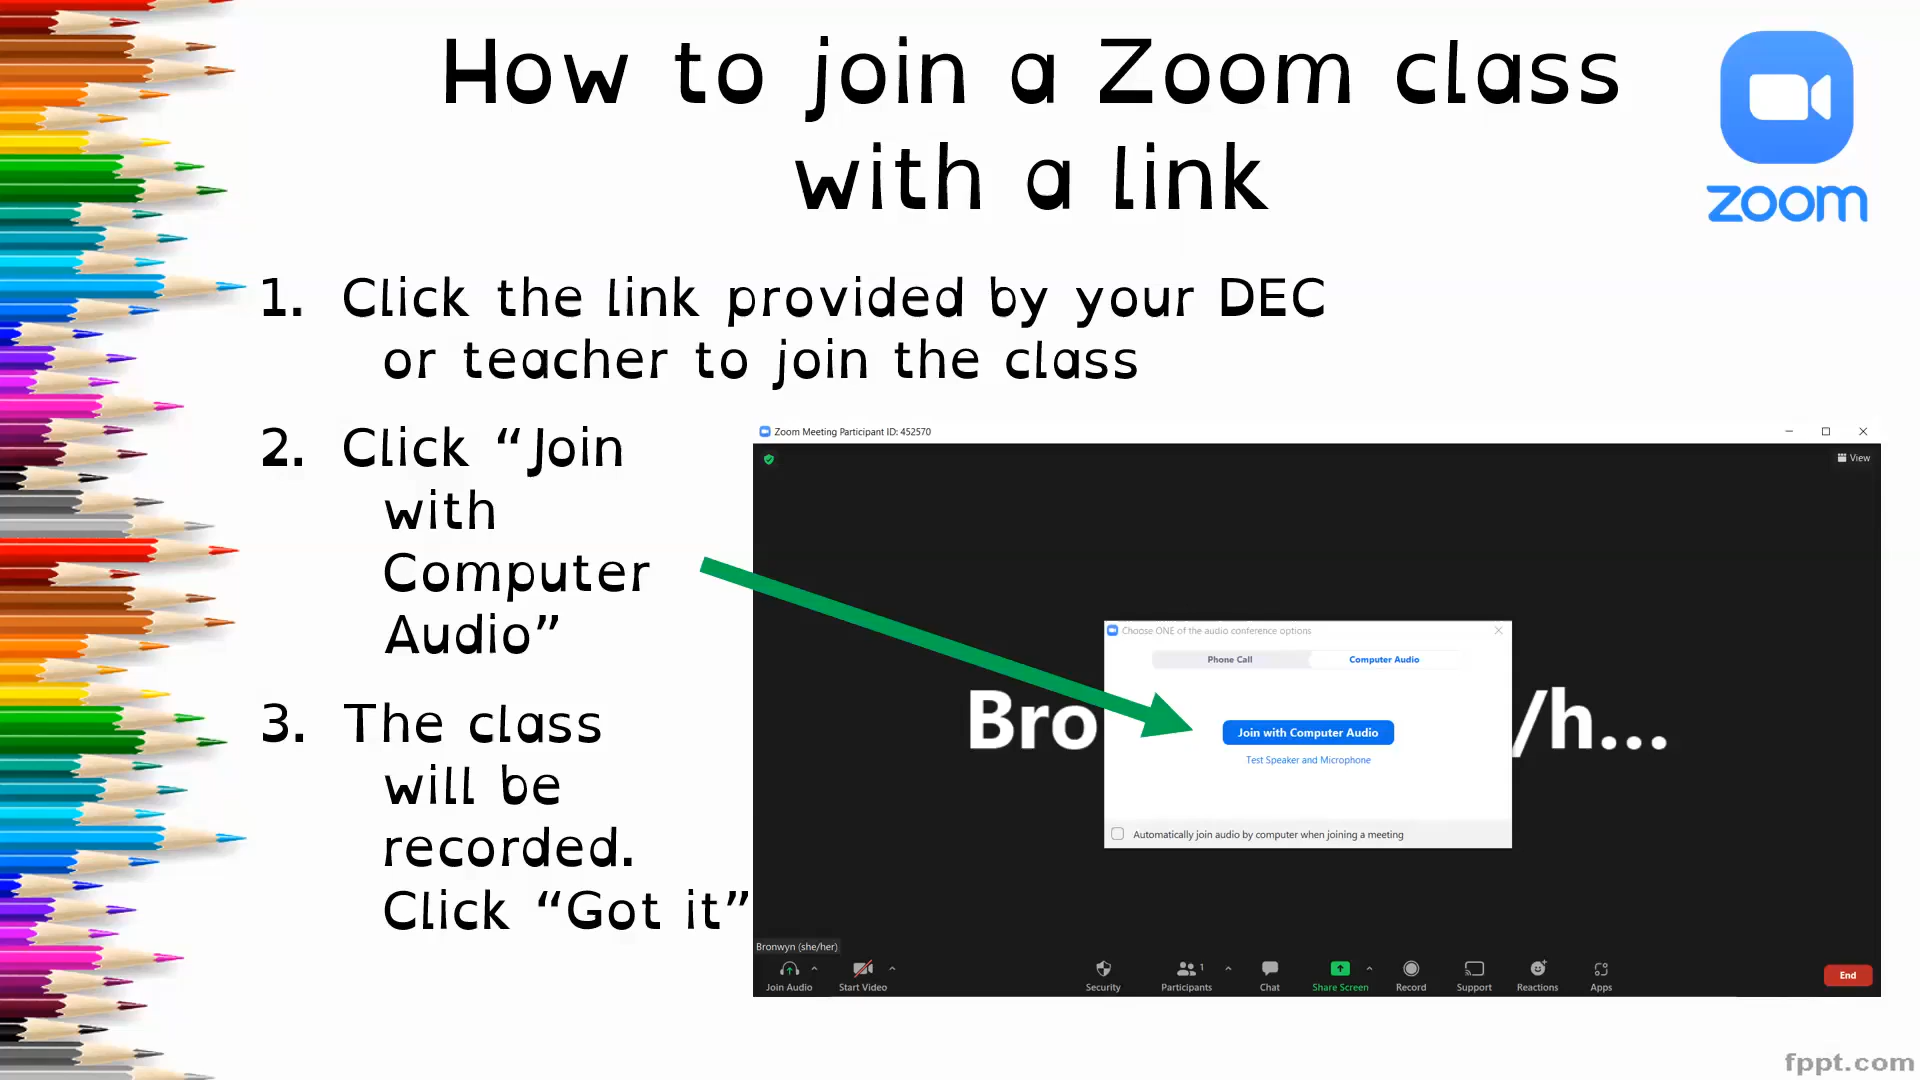 How to join a Zoom class
with a link
zoom
1. Click the link provided by your DEC
or teacher to join the class
2. Click “Join
with
Computer
Audio”
3. The class
will be
recorded.
Click “Got it”
Zoom Meeting Participant ID: 452570
View
Choose ONE of the audio conference options
Phone Call
Computer Audio
Bro
/h...
Join with Computer Audio
Test Speaker and Microphone
Automatically join audio by computer when joining a meeting
Bronwyn (she/her)
1
Join Audio
Start Video
Security
Participants
Chat
Share Screen
Record
Support
Reactions
Apps
End
fppt.com